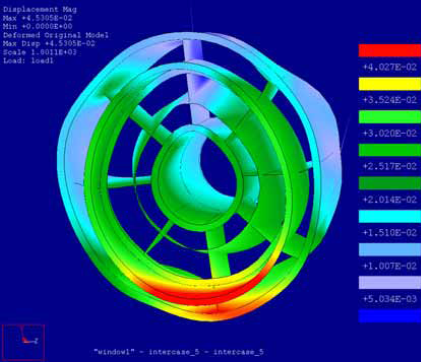 Displacement Mag
Max +4.5305E-02
Min +0.0000E+00
Deformed Original Model
Max Disp +4.5305E-02
Scale 1.8011E+03
Load: load1
+4.027E-02
+3.524E-02
+3.020E-02
+2.517E-02
+2.014E-02
+1.510E-02
+1.007E-02
+5.034E-03
"window1" - intercase_5 - intercase_5